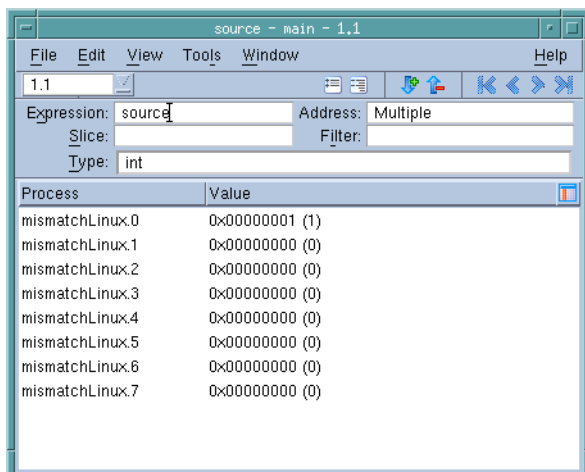 source - main - 1.1
File Edit View Tools Window Help
1.1
Expression: source Address: Multiple
Slice: Filter:
Type: int
Process Value
mismatchLinux.0 0x00000001 (1)
mismatchLinux.1 0x00000000 (0)
mismatchLinux.2 0x00000000 (0)
mismatchLinux.3 0x00000000 (0)
mismatchLinux.4 0x00000000 (0)
mismatchLinux.5 0x00000000 (0)
mismatchLinux.6 0x00000000 (0)
mismatchLinux.7 0x00000000 (0)